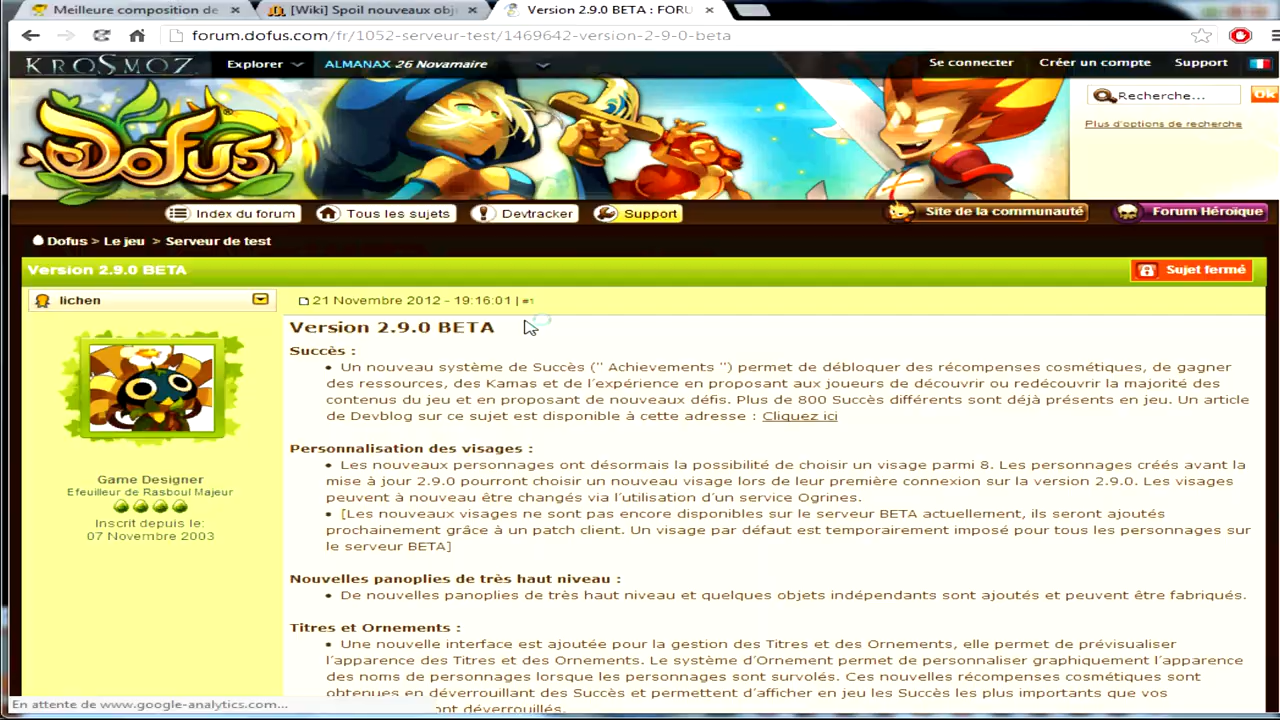 Meilleure composition de
[Wiki] Spoil nouveaux obj
Version 2.9.0 BETA : FORU
forum.dofus.com/fr/1052-serveur-test/1469642-version-2-9-0-beta
KROSMOZ
Explorer
ALMANAX 26 Novamaire
Se connecter
Créer un compte
Support
DOFUS
Recherche...
Ok
Plus d'options de recherche
Index du forum
Tous les sujets
Devtracker
Support
Site de la communauté
Forum Héroïque
Dofus > Le jeu > Serveur de test
Version 2.9.0 BETA
Sujet fermé
lichen
21 Novembre 2012 - 19:16:01 | #1
Version 2.9.0 BETA
Succès :
• Un nouveau système de Succès (" Achievements ") permet de débloquer des récompenses cosmétiques, de gagner
des ressources, des Kamas et de l'expérience en proposant aux joueurs de découvrir ou redécouvrir la majorité des
contenus du jeu et en proposant de nouveaux défis. Plus de 800 Succès différents sont déjà présents en jeu. Un article
de Devblog sur ce sujet est disponible à cette adresse : Cliquez ici
Game Designer
Efeuilleur de Rasboul Majeur
Inscrit depuis le:
07 Novembre 2003
Personnalisation des visages :
• Les nouveaux personnages ont désormais la possibilité de choisir un visage parmi 8. Les personnages créés avant la
mise à jour 2.9.0 pourront choisir un nouveau visage lors de leur première connexion sur la version 2.9.0. Les visages
peuvent à nouveau être changés via l'utilisation d'un service Ogrines.
• [Les nouveaux visages ne sont pas encore disponibles sur le serveur BETA actuellement, ils seront ajoutés
prochainement grâce à un patch client. Un visage par défaut est temporairement imposé pour tous les personnages sur
le serveur BETA]
Nouvelles panoplies de très haut niveau :
• De nouvelles panoplies de très haut niveau et quelques objets indépendants sont ajoutés et peuvent être fabriqués.
Titres et Ornements :
• Une nouvelle interface est ajoutée pour la gestion des Titres et des Ornements, elle permet de prévisualiser
l'apparence des Titres et des Ornements. Le système d'Ornement permet de personnaliser graphiquement l'apparence
des noms de personnages lorsque les personnages sont survolés. Ces nouvelles récompenses cosmétiques sont
obtenues en déverrouillant des Succès et permettent d'afficher en jeu les Succès les plus importants que vos
ont déverrouillés.
En attente de www.google-analytics.com...